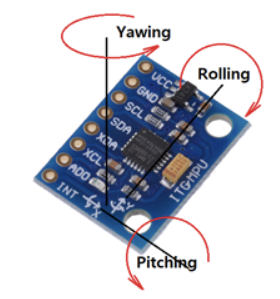 Yawing
Rolling
VCC
GND
SCL
SDA
XDA
XCL
ADO
INT
X
Y
ITG/MPU
Pitching